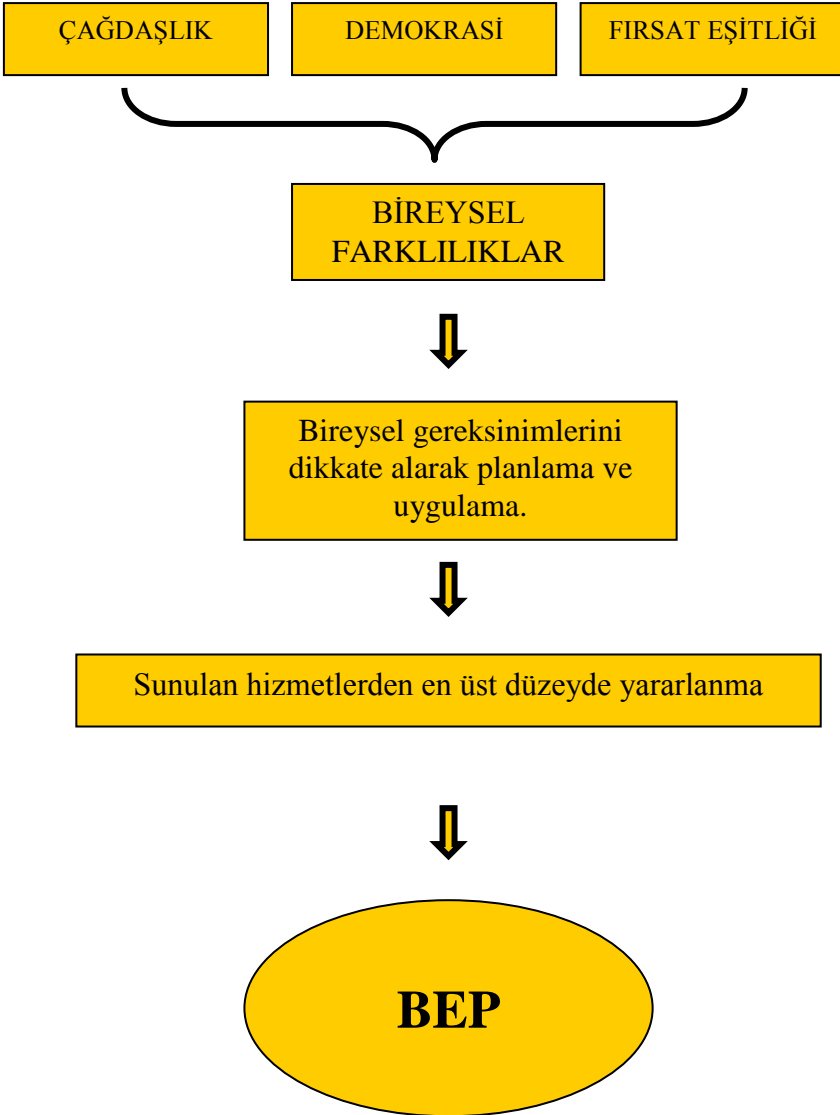 ÇAĞDAŞLIK
DEMOKRASİ
FIRSAT EŞİTLİĞİ
BİREYSEL
FARKLILIKLAR
Bireysel gereksinimlerini
dikkate alarak planlama ve
uygulama.
Sunulan hizmetlerden en üst düzeyde yararlanma
BEP